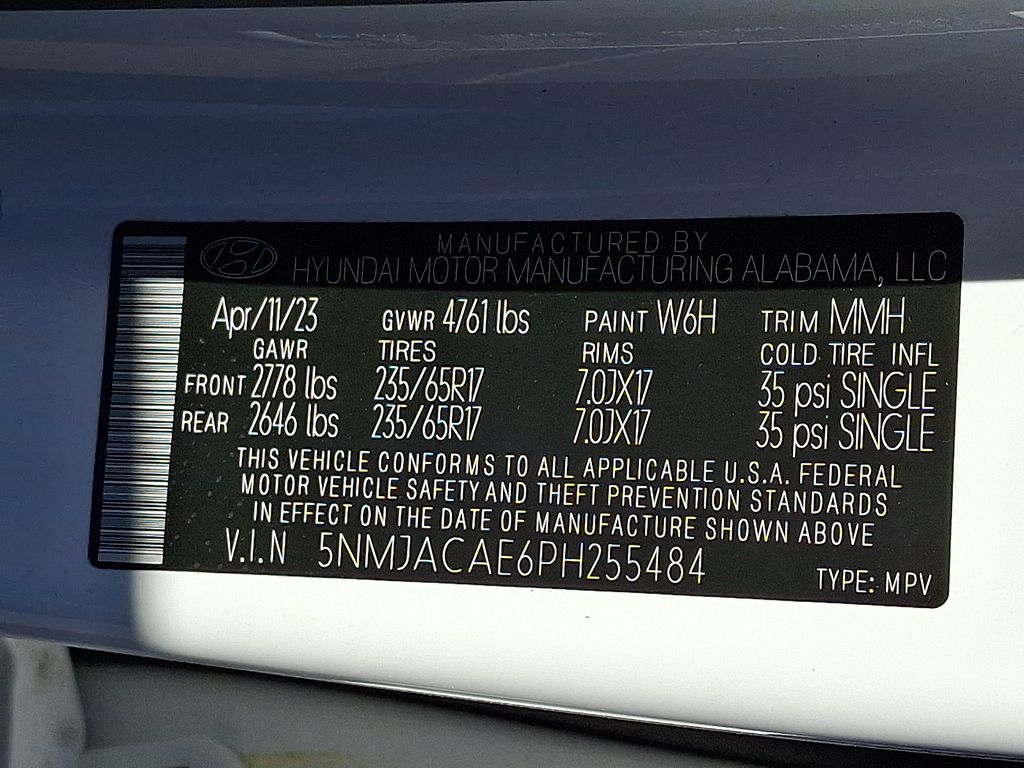 MANUFACTURED BY
HYUNDAI MOTOR MANUFACTURING ALABAMA, LLC
Apr/11/23 GVWR 4761 lbs PAINT W6H TRIM MMH
GAWR TIRES RIMS COLD TIRE INFL
FRONT 2778 lbs 235/65R17 7.0JX17 35 psi SINGLE
REAR 2646 lbs 235/65R17 7.0JX17 35 psi SINGLE
THIS VEHICLE CONFORMS TO ALL APPLICABLE U.S.A. FEDERAL
MOTOR VEHICLE SAFETY AND THEFT PREVENTION STANDARDS
IN EFFECT ON THE DATE OF MANUFACTURE SHOWN ABOVE
V.I.N 5NMJACAE6PH255484
TYPE: MPV